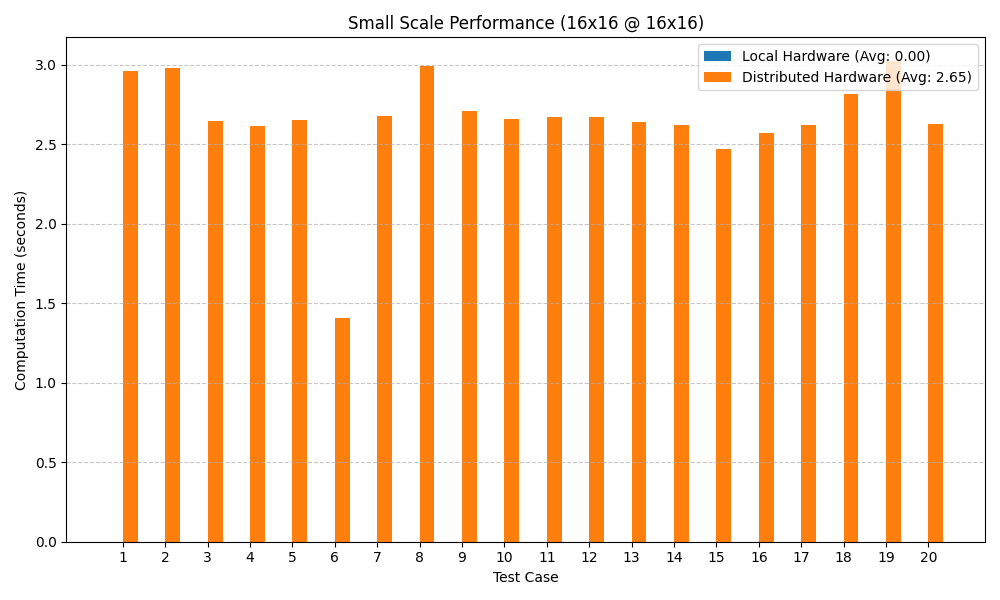 Small Scale Performance (16x16 @ 16x16)
Local Hardware (Avg: 0.00)
Distributed Hardware (Avg: 2.65)
Computation Time (seconds)
3.0
2.5
2.0
1.5
1.0
0.5
0.0
1 2 3 4 5 6 7 8 9 10 11 12 13 14 15 16 17 18 19 20
Test Case